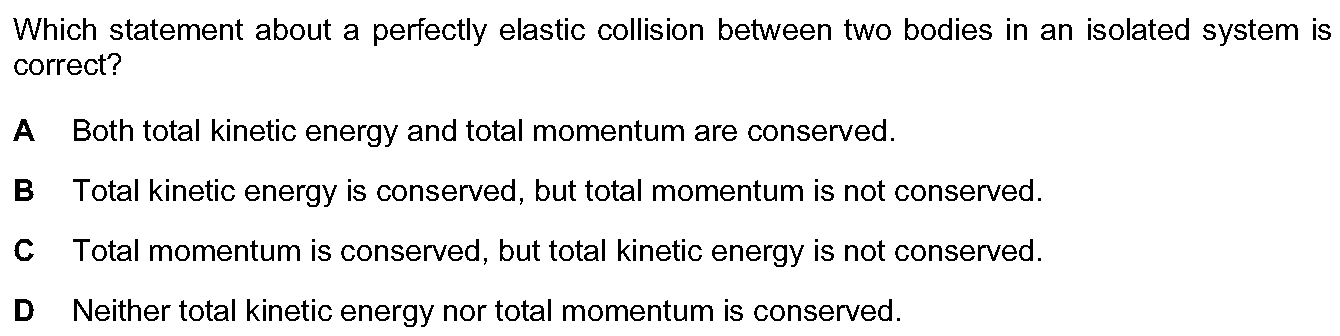 Which statement about a perfectly elastic collision between two bodies in an isolated system is
correct?
A Both total kinetic energy and total momentum are conserved.
B Total kinetic energy is conserved, but total momentum is not conserved.
C Total momentum is conserved, but total kinetic energy is not conserved.
D Neither total kinetic energy nor total momentum is conserved.